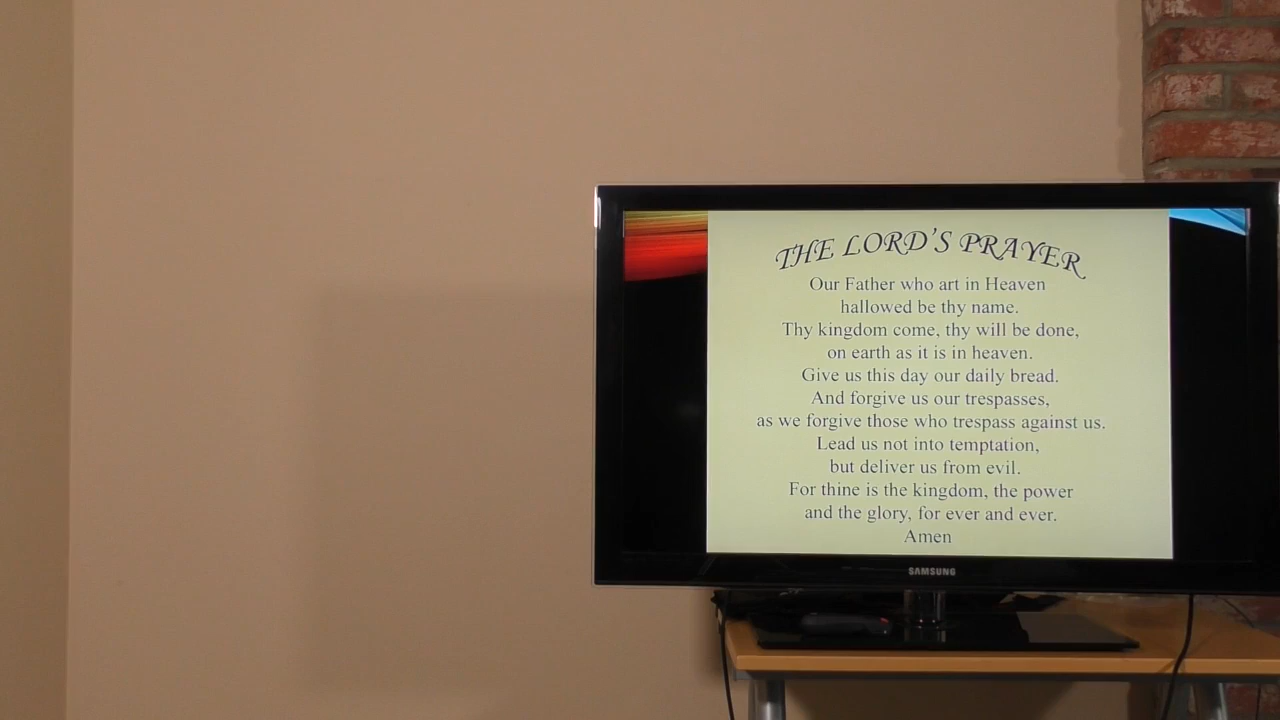 THE LORD'S PRAYER
Our Father who art in Heaven
hallowed be thy name.
Thy kingdom come, thy will be done,
on earth as it is in heaven.
Give us this day our daily bread.
And forgive us our trespasses,
as we forgive those who trespass against us.
Lead us not into temptation,
but deliver us from evil.
For thine is the kingdom, the power
and the glory, for ever and ever.
Amen
SAMSUNG